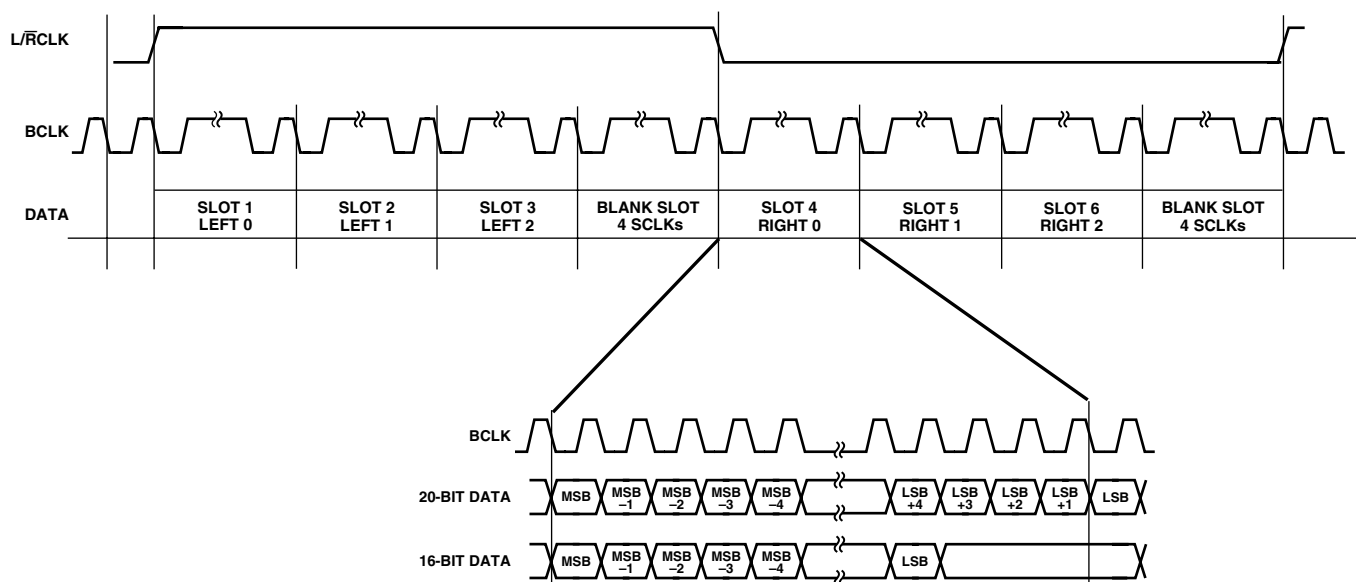 L/R̅CLK
BCLK
DATA
SLOT 1
LEFT 0
SLOT 2
LEFT 1
SLOT 3
LEFT 2
BLANK SLOT
4 SCLKs
SLOT 4
RIGHT 0
SLOT 5
RIGHT 1
SLOT 6
RIGHT 2
BLANK SLOT
4 SCLKs
BCLK
20-BIT DATA
MSB
MSB
–1
MSB
–2
MSB
–3
MSB
–4
LSB
+4
LSB
+3
LSB
+2
LSB
+1
LSB
16-BIT DATA
MSB
MSB
–1
MSB
–2
MSB
–3
MSB
–4
LSB